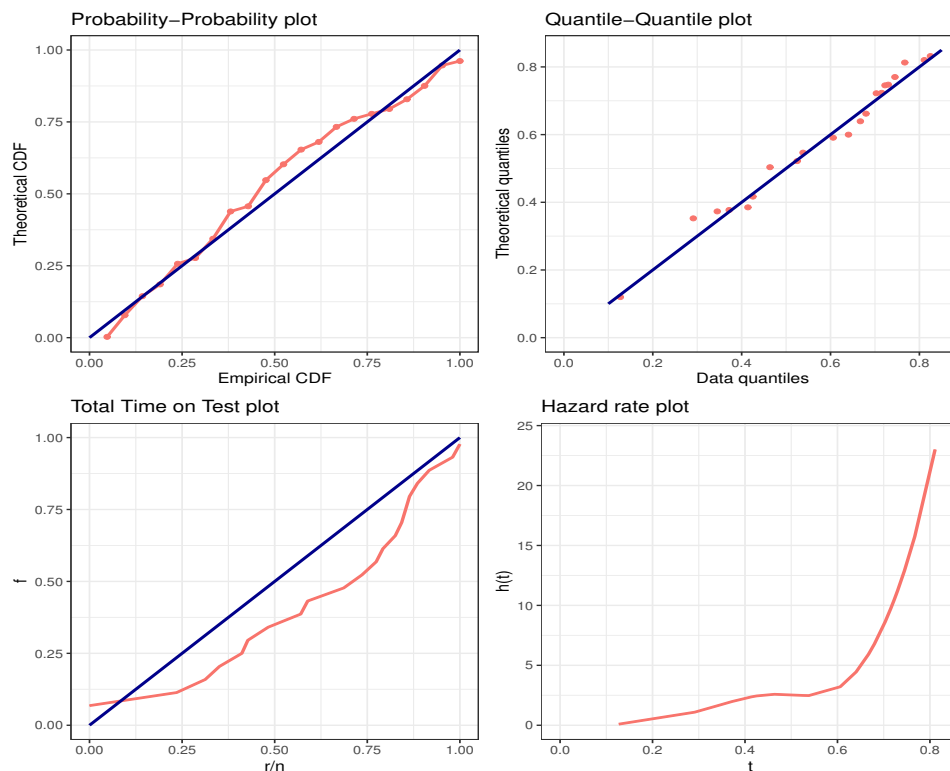 Probability−Probability plot
1.00
0.75
0.50
0.25
0.00
Theoretical CDF
0.00 0.25 0.50 0.75 1.00
Empirical CDF
Quantile−Quantile plot
0.8
0.6
0.4
0.2
0.0
Theoretical quantiles
0.0 0.2 0.4 0.6 0.8
Data quantiles
Total Time on Test plot
1.00
0.75
0.50
0.25
0.00
f
0.00 0.25 0.50 0.75 1.00
r/n
Hazard rate plot
25
20
15
10
5
0
h(t)
0.0 0.2 0.4 0.6 0.8
t